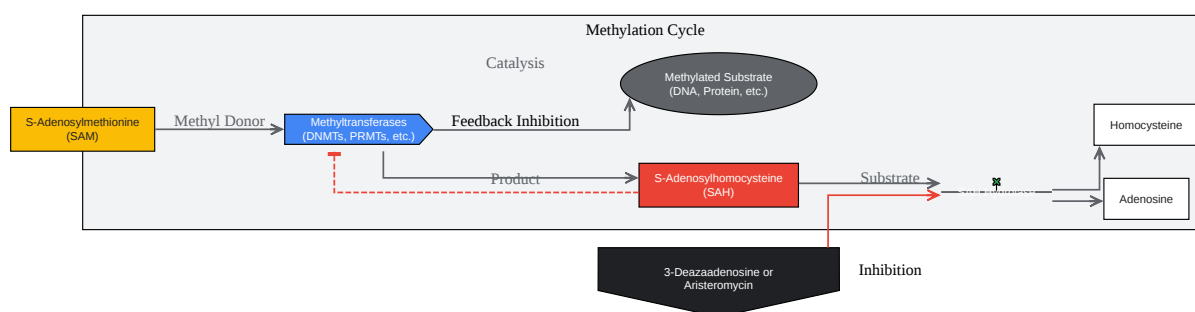 Methylation Cycle
Catalysis
Methylated Substrate
(DNA, Protein, etc.)
S-Adenosylmethionine
(SAM)
Methyl Donor
Methyltransferases
(DNMTs, PRMTs, etc.)
Feedback Inhibition
Homocysteine
Product
S-Adenosylhomocysteine
(SAH)
Substrate
Adenosine
3-Deazaadenosine or
Aristeromycin
Inhibition